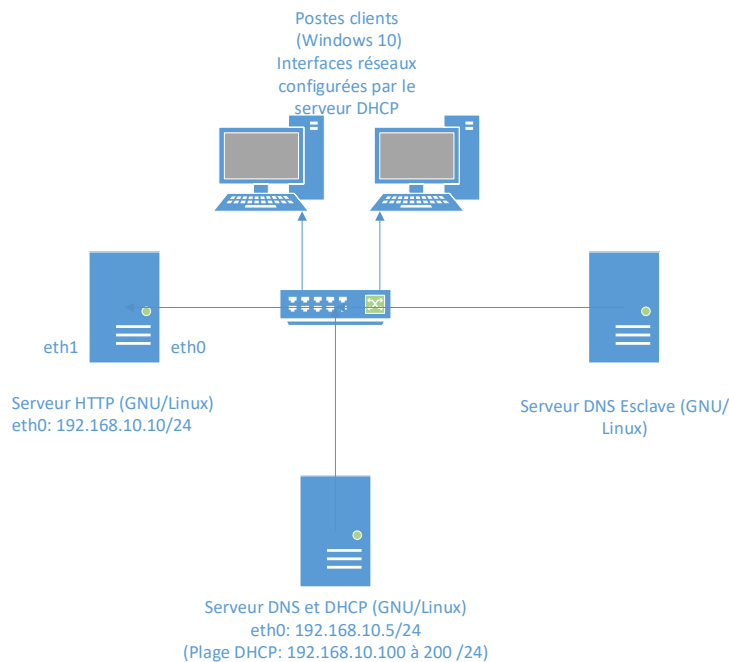 Postes clients
(Windows 10)
Interfaces réseaux
configurées par le
serveur DHCP
eth1
eth0
Serveur HTTP (GNU/Linux)
eth0: 192.168.10.10/24
Serveur DNS Esclave (GNU/
Linux)
Serveur DNS et DHCP (GNU/Linux)
eth0: 192.168.10.5/24
(Plage DHCP: 192.168.10.100 à 200 /24)